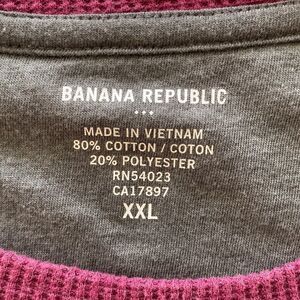 BANANA REPUBLIC
•••
MADE IN VIETNAM
80% COTTON / COTON
20% POLYESTER
RN54023
CA17897
XXL